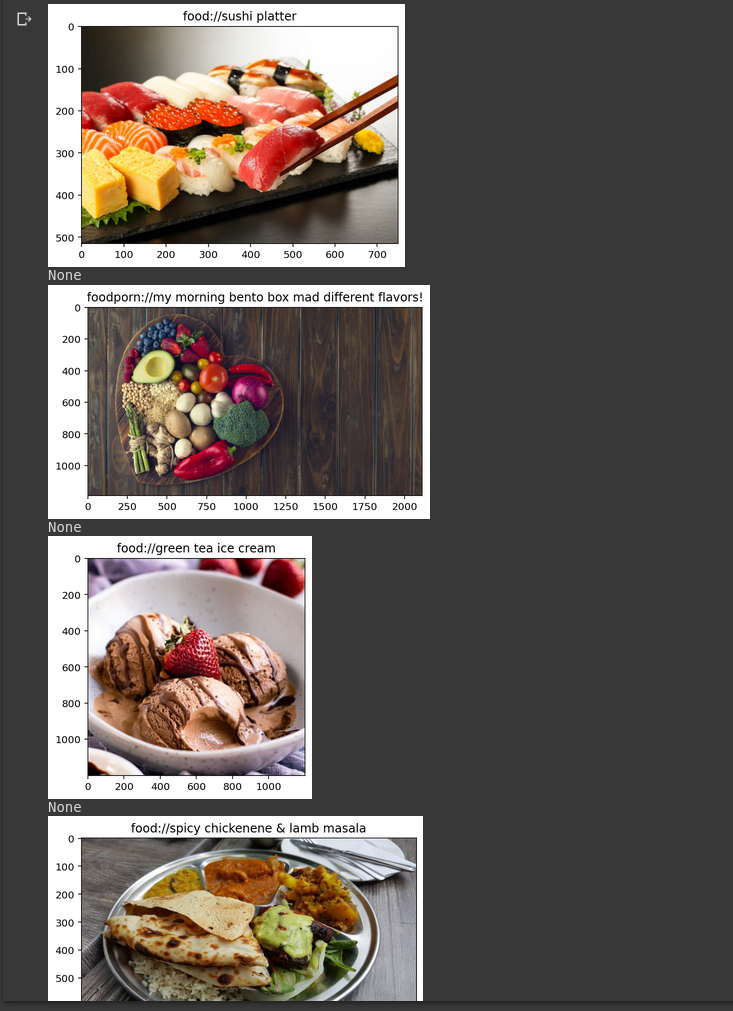 food://sushi platter
0
100
200
300
400
500
0 100 200 300 400 500 600 700
None
foodporn://my morning bento box mad different flavors!
0
200
400
600
800
1000
0 250 500 750 1000 1250 1500 1750 2000
None
food://green tea ice cream
0
200
400
600
800
1000
0 200 400 600 800 1000
None
food://spicy chickenene & lamb masala
0
100
200
300
400
500